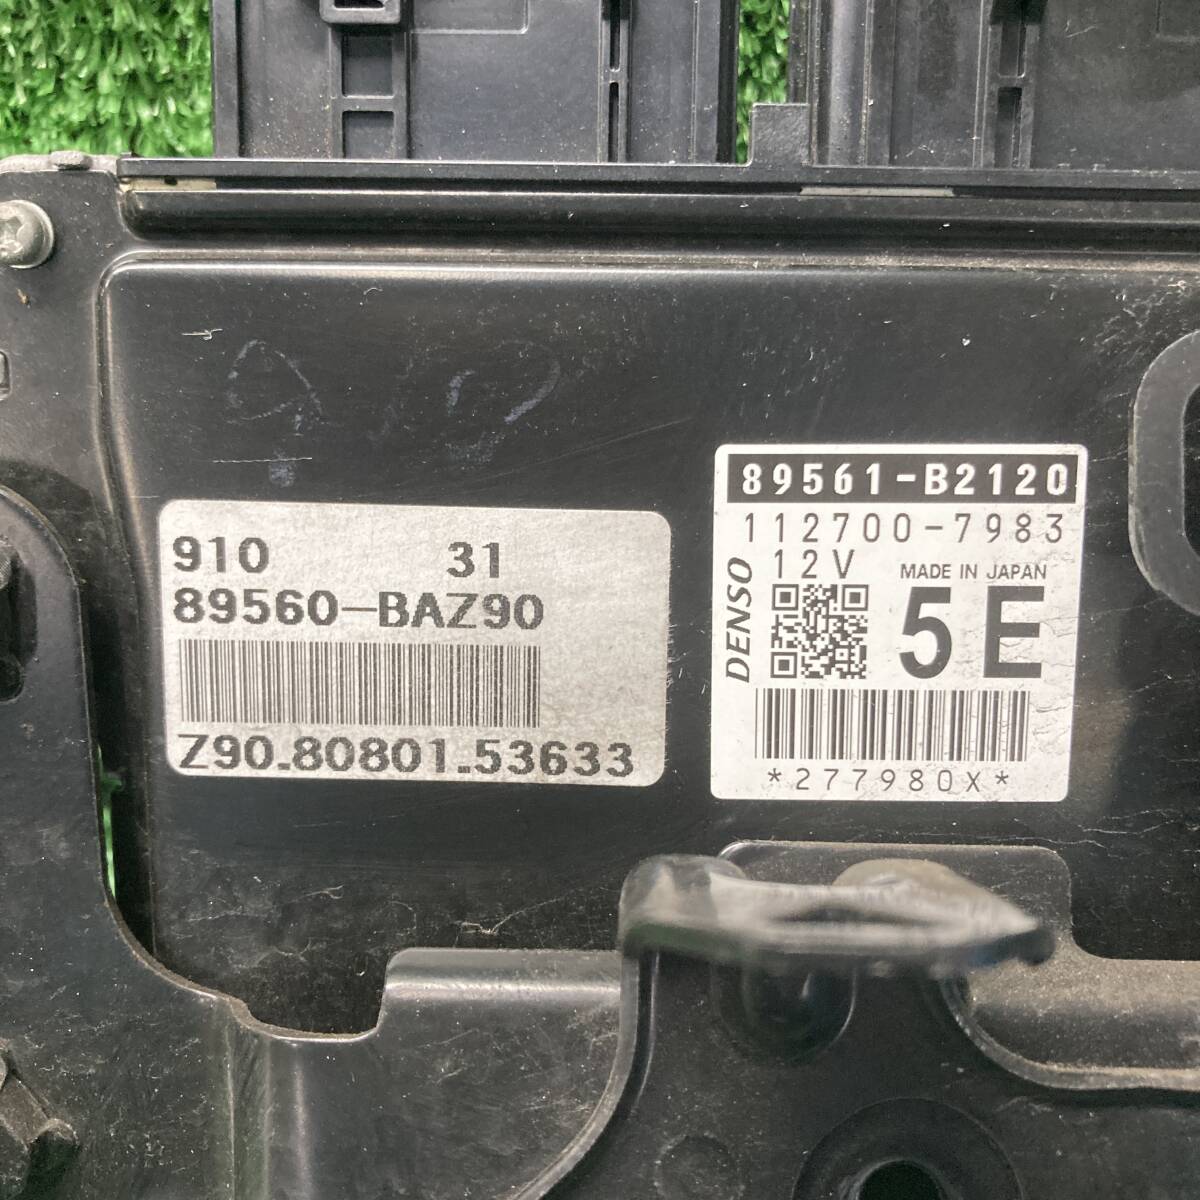 910 31
89560-BAZ90
Z90.80801.53633
89561-B2120
112700-7983
12V MADE IN JAPAN
DENSO
5E
*277980X*